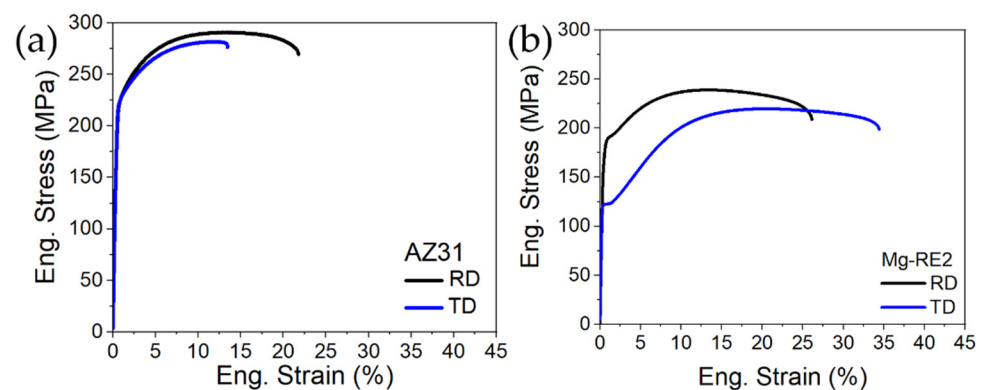 (a)
Eng. Stress (MPa)
300
250
200
150
100
50
0
AZ31
RD
TD
0 5 10 15 20 25 30 35 40 45
Eng. Strain (%)
(b)
Eng. Stress (MPa)
300
250
200
150
100
50
0
Mg-RE2
RD
TD
0 5 10 15 20 25 30 35 40 45
Eng. Strain (%)